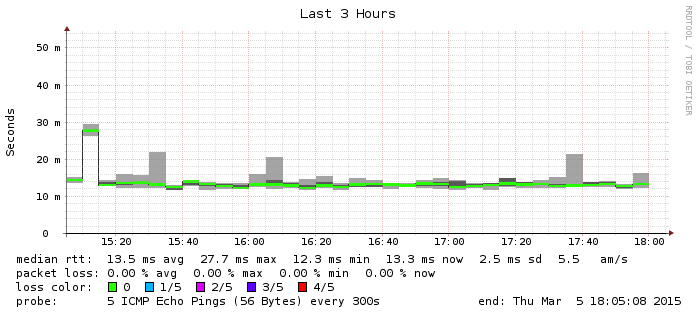 Last 3 Hours
RRDTOOL / TOBI OETIKER
Seconds
50 m
40 m
30 m
20 m
10 m
0
15:20 15:40 16:00 16:20 16:40 17:00 17:20 17:40 18:00
median rtt: 13.5 ms avg 27.7 ms max 12.3 ms min 13.3 ms now 2.5 ms sd 5.5 am/s
packet loss: 0.00 % avg 0.00 % max 0.00 % min 0.00 % now
loss color: 0 1/5 2/5 3/5 4/5
probe: 5 ICMP Echo Pings (56 Bytes) every 300s end: Thu Mar 5 18:05:08 2015